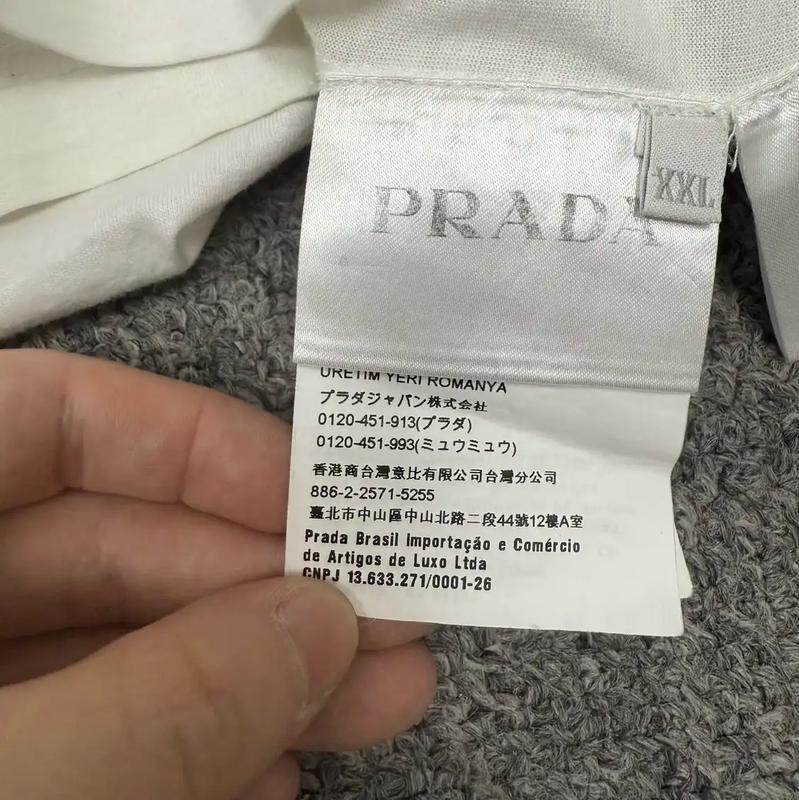 PRADA
XXL
URETIM YERI ROMANYA
プラダジャパン株式会社
0120-451-913(プラダ)
0120-451-993(ミュウミュウ)
香港商台灣意比有限公司台灣分公司
886-2-2571-5255
臺北市中山區中山北路二段44號12樓A室
Prada Brasil Importação e Comércio
de Artigos de Luxo Ltda
CNPJ 13.633.271/0001-26